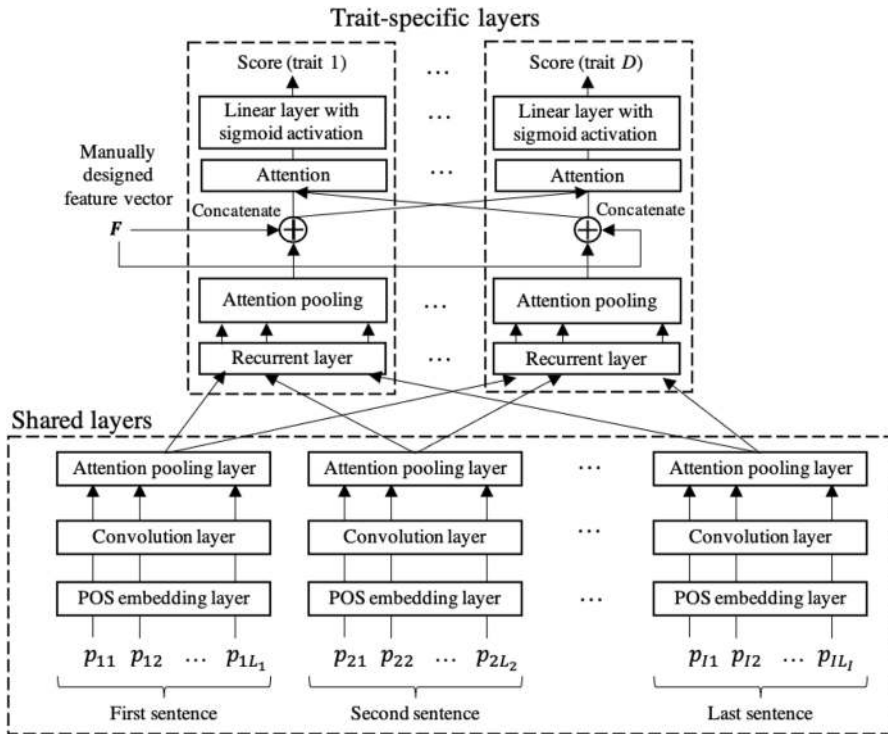 Trait-specific layers
Score (trait 1) ... Score (trait D)
Linear layer with sigmoid activation ... Linear layer with sigmoid activation
Manually designed feature vector
Attention ... Attention
Concatenate Concatenate
F
Attention pooling ... Attention pooling
Recurrent layer ... Recurrent layer
Shared layers
Attention pooling layer Attention pooling layer ... Attention pooling layer
Convolution layer Convolution layer ... Convolution layer
POS embedding layer POS embedding layer ... POS embedding layer
p₁₁ p₁₂ ... p₁L₁ p₂₁ p₂₂ ... p₂L₂ p_I1 p_I2 ... p_IL_I
First sentence Second sentence Last sentence